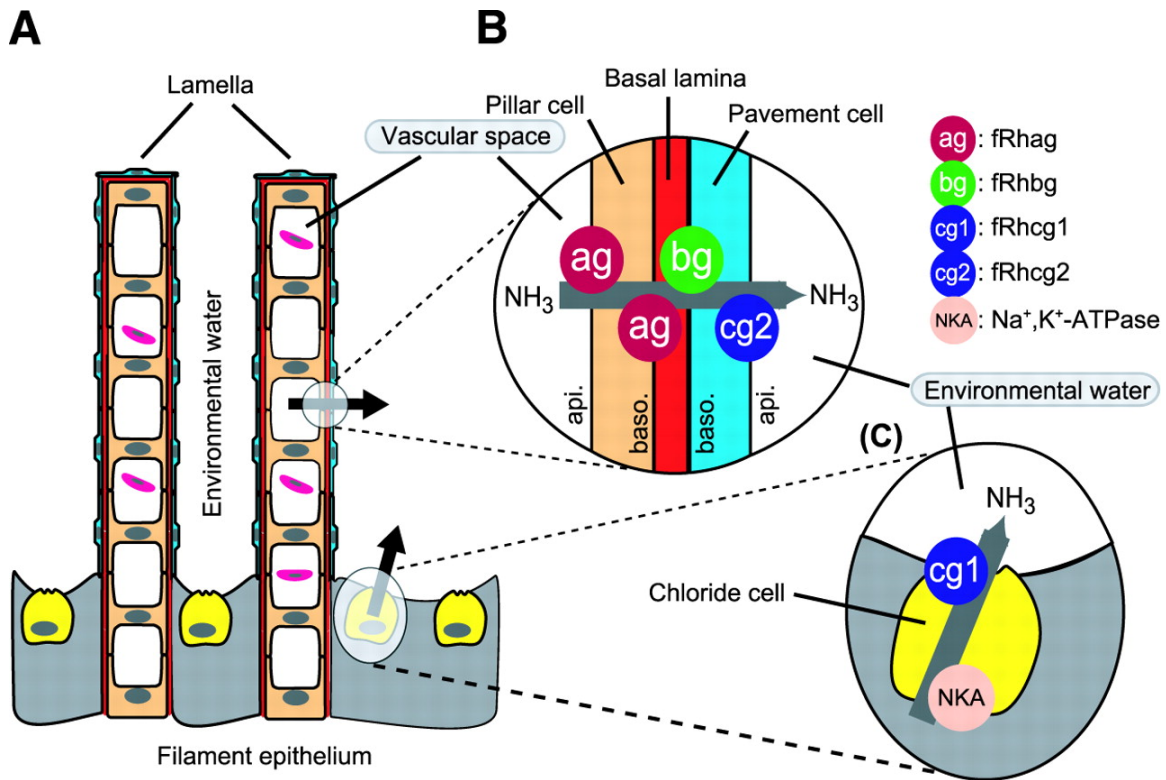 A
Lamella
Vascular space
Environmental water
Filament epithelium
B
Pillar cell
Basal lamina
Pavement cell
NH₃
ag
ag
bg
cg2
NH₃
api.
baso.
baso.
api.
ag : fRhag
bg : fRhbg
cg1 : fRhcg1
cg2 : fRhcg2
NKA : Na⁺,K⁺-ATPase
Environmental water
(C)
NH₃
cg1
Chloride cell
NKA